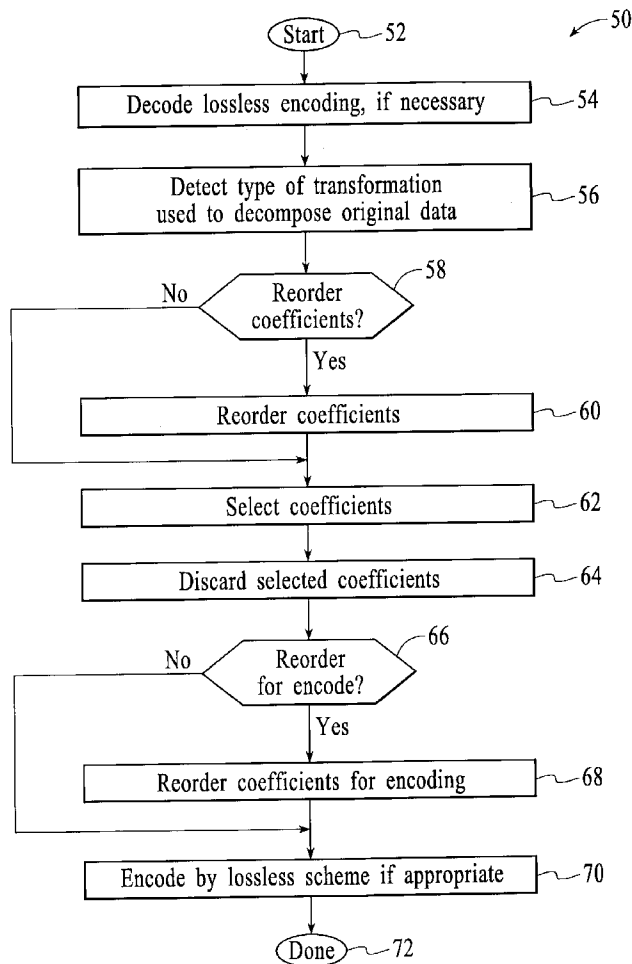 50
Start 52
Decode lossless encoding, if necessary 54
Detect type of transformation
used to decompose original data 56
58
No Reorder
coefficients?
Yes
Reorder coefficients 60
Select coefficients 62
Discard selected coefficients 64
66
No Reorder
for encode?
Yes
Reorder coefficients for encoding 68
Encode by lossless scheme if appropriate 70
Done 72